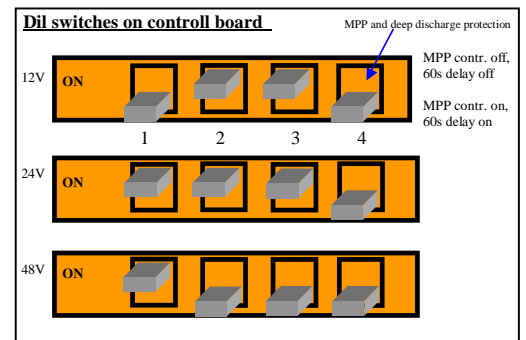 Dil switches on controll board
MPP and deep discharge protection
MPP contr. off,
60s delay off
12V
ON
MPP contr. on,
60s delay on
1 2 3 4
24V
ON
48V
ON